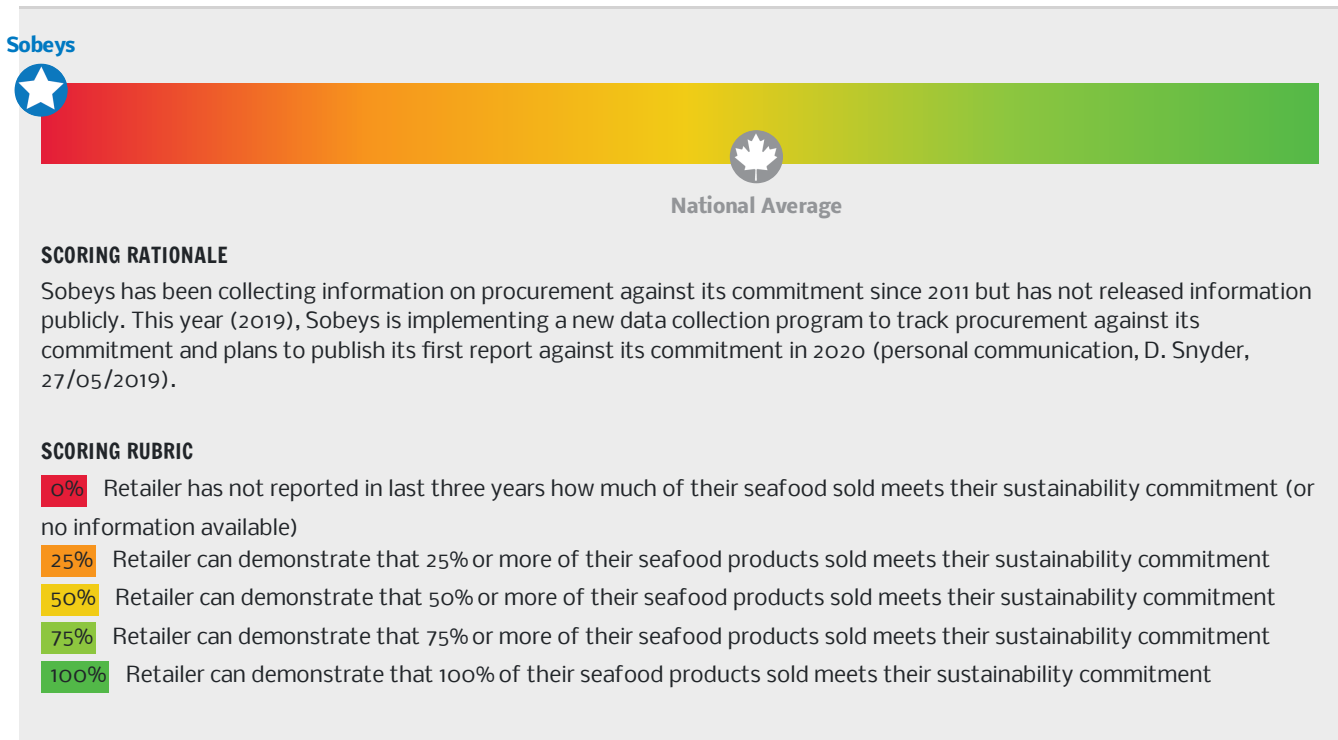 Sobeys
National Average
SCORING RATIONALE
Sobeys has been collecting information on procurement against its commitment since 2011 but has not released information
publicly. This year (2019), Sobeys is implementing a new data collection program to track procurement against its
commitment and plans to publish its first report against its commitment in 2020 (personal communication, D. Snyder,
27/05/2019).
SCORING RUBRIC
0% Retailer has not reported in last three years how much of their seafood sold meets their sustainability commitment (or
no information available)
25% Retailer can demonstrate that 25% or more of their seafood products sold meets their sustainability commitment
50% Retailer can demonstrate that 50% or more of their seafood products sold meets their sustainability commitment
75% Retailer can demonstrate that 75% or more of their seafood products sold meets their sustainability commitment
100% Retailer can demonstrate that 100% of their seafood products sold meets their sustainability commitment